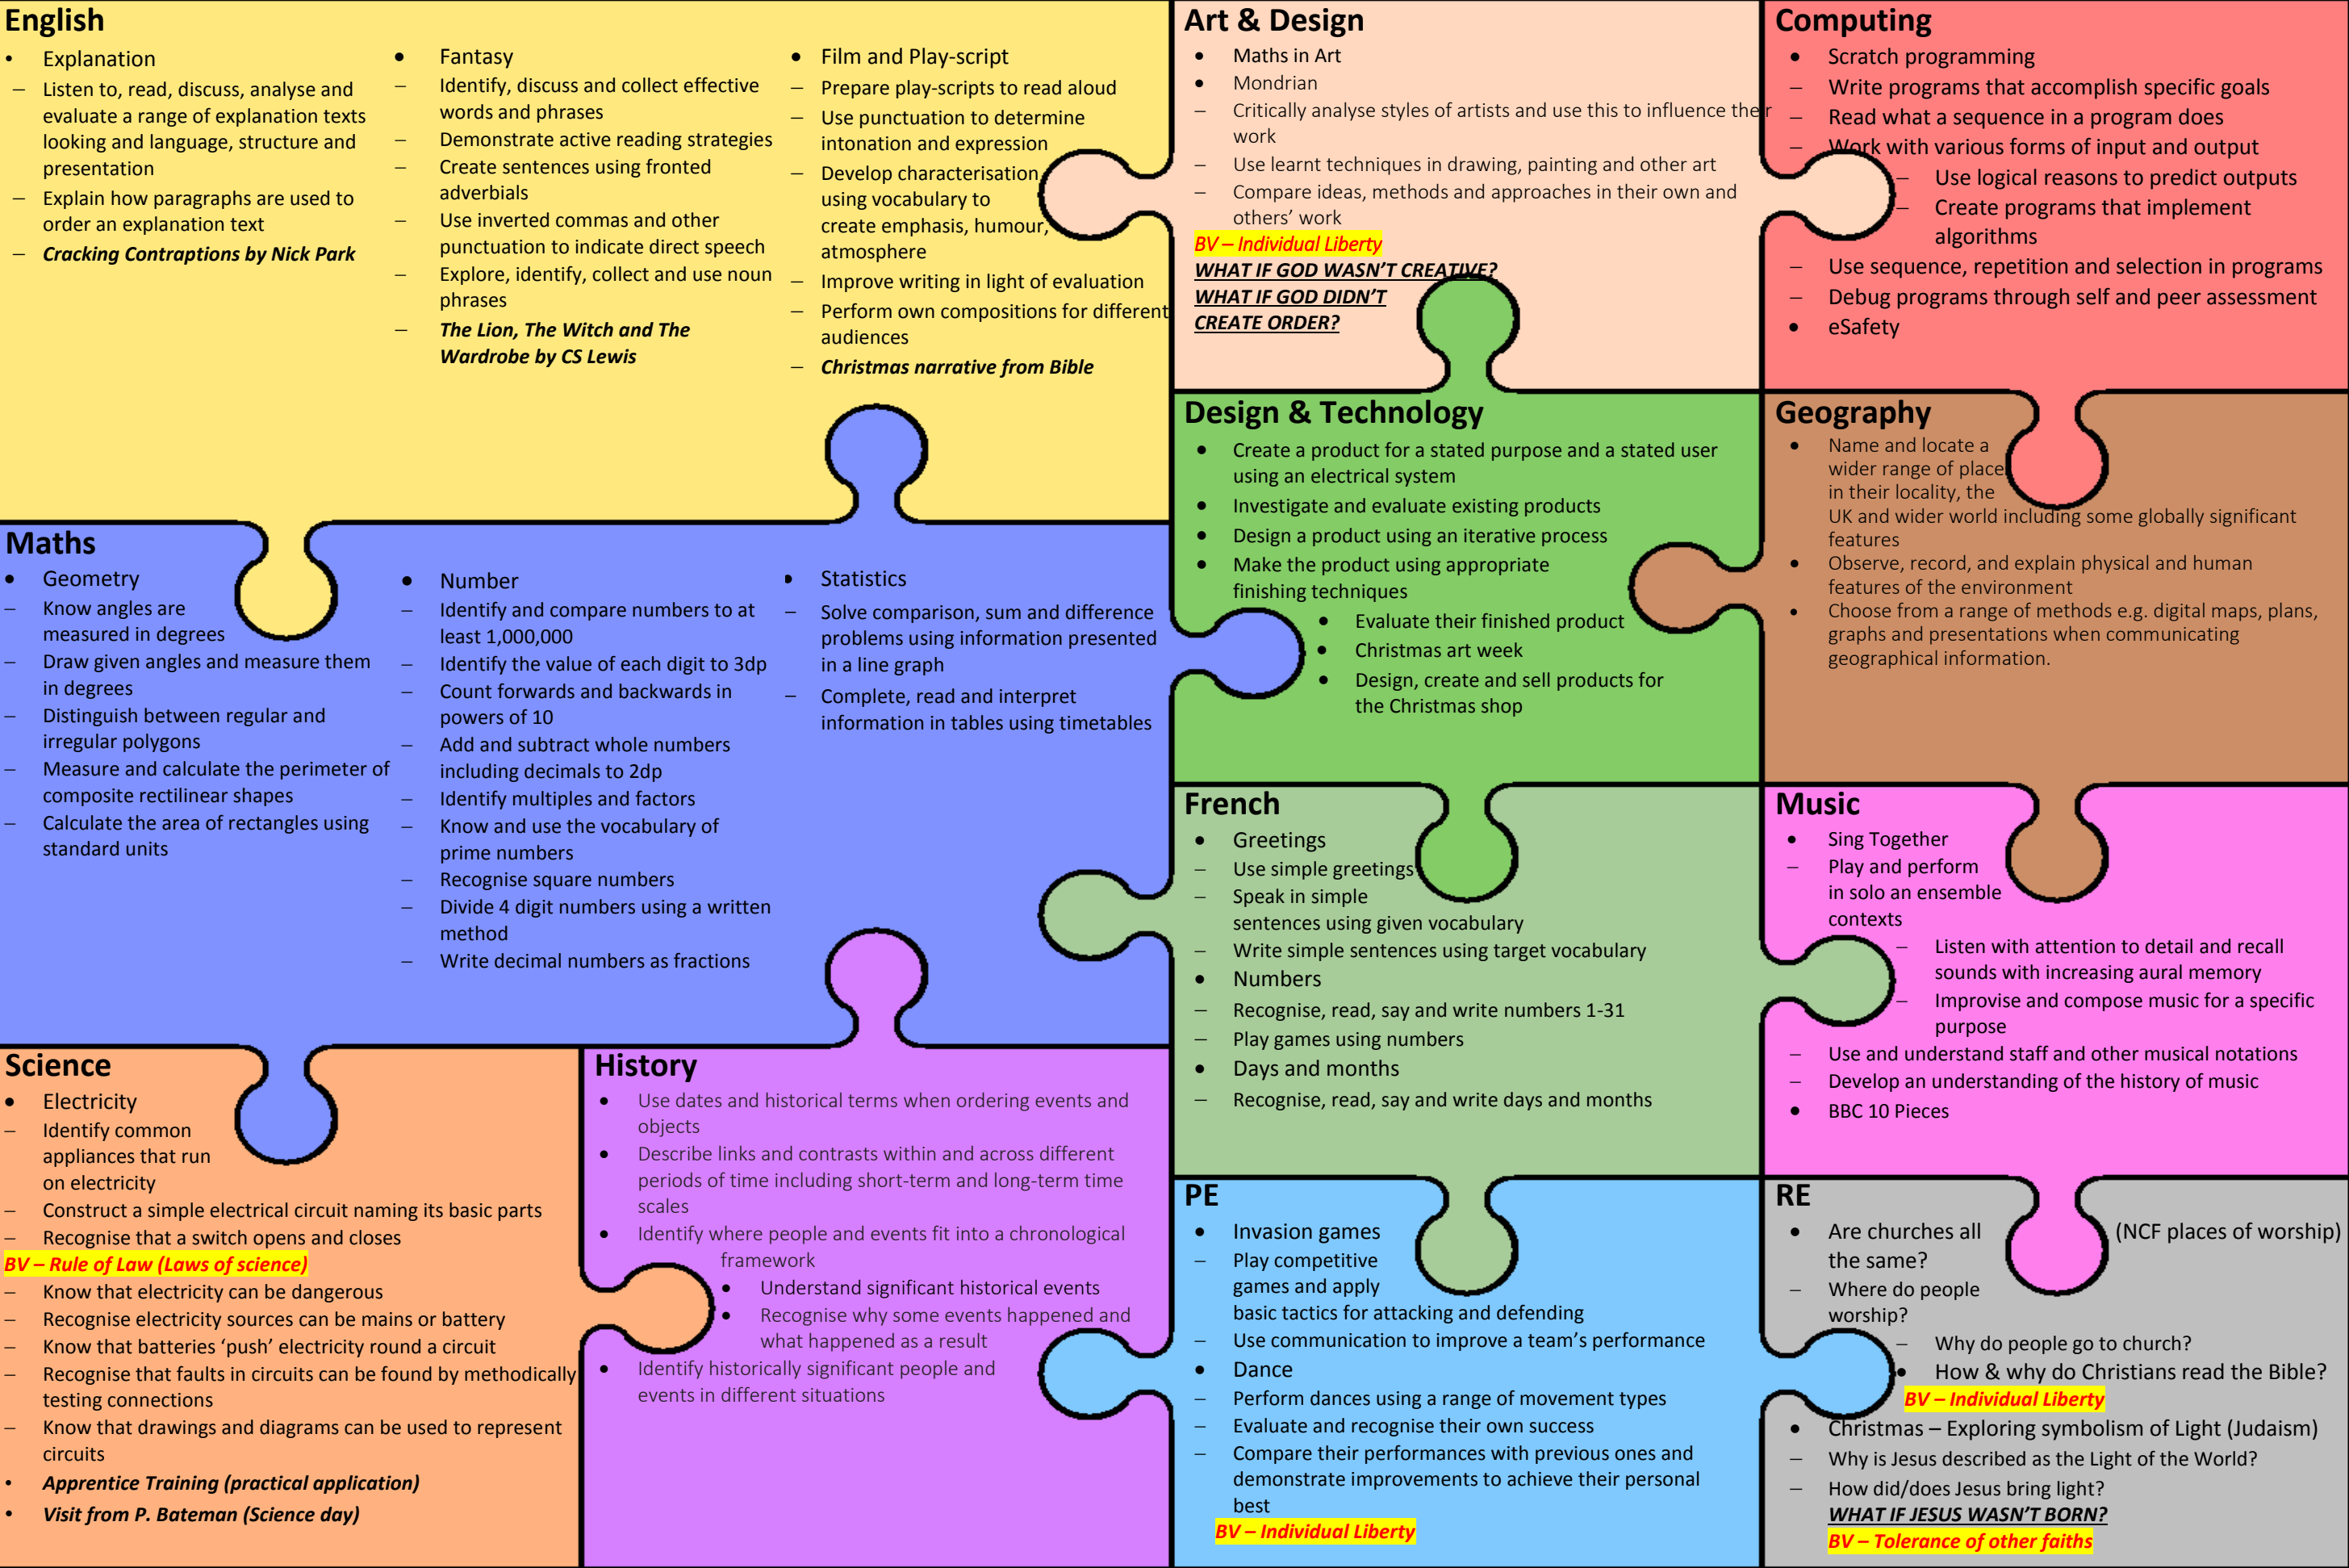 English
• Explanation
– Listen to, read, discuss, analyse and
evaluate a range of explanation texts
looking and language, structure and
presentation
– Explain how paragraphs are used to
order an explanation text
– Cracking Contraptions by Nick Park
• Fantasy
– Identify, discuss and collect effective
words and phrases
– Demonstrate active reading strategies
– Create sentences using fronted
adverbials
– Use inverted commas and other
punctuation to indicate direct speech
– Explore, identify, collect and use noun
phrases
– The Lion, The Witch and The
Wardrobe by CS Lewis
• Film and Play-script
– Prepare play-scripts to read aloud
– Use punctuation to determine
intonation and expression
– Develop characterisation
using vocabulary to
create emphasis, humour,
atmosphere
– Improve writing in light of evaluation
– Perform own compositions for different
audiences
– Christmas narrative from Bible
Art & Design
• Maths in Art
• Mondrian
– Critically analyse styles of artists and use this to influence their
work
– Use learnt techniques in drawing, painting and other art
– Compare ideas, methods and approaches in their own and
others’ work
BV – Individual Liberty
WHAT IF GOD WASN’T CREATIVE?
WHAT IF GOD DIDN’T
CREATE ORDER?
Computing
• Scratch programming
– Write programs that accomplish specific goals
– Read what a sequence in a program does
– Work with various forms of input and output
– Use logical reasons to predict outputs
– Create programs that implement
algorithms
– Use sequence, repetition and selection in programs
– Debug programs through self and peer assessment
• eSafety
Maths
• Geometry
– Know angles are
measured in degrees
– Draw given angles and measure them
in degrees
– Distinguish between regular and
irregular polygons
– Measure and calculate the perimeter of
composite rectilinear shapes
– Calculate the area of rectangles using
standard units
• Number
– Identify and compare numbers to at
least 1,000,000
– Identify the value of each digit to 3dp
– Count forwards and backwards in
powers of 10
– Add and subtract whole numbers
including decimals to 2dp
– Identify multiples and factors
– Know and use the vocabulary of
prime numbers
– Recognise square numbers
– Divide 4 digit numbers using a written
method
– Write decimal numbers as fractions
• Statistics
– Solve comparison, sum and difference
problems using information presented
in a line graph
– Complete, read and interpret
information in tables using timetables
Design & Technology
• Create a product for a stated purpose and a stated user
using an electrical system
• Investigate and evaluate existing products
• Design a product using an iterative process
• Make the product using appropriate
finishing techniques
• Evaluate their finished product
• Christmas art week
• Design, create and sell products for
the Christmas shop
Geography
• Name and locate a
wider range of place
in their locality, the
UK and wider world including some globally significant
features
• Observe, record, and explain physical and human
features of the environment
• Choose from a range of methods e.g. digital maps, plans,
graphs and presentations when communicating
geographical information.
French
• Greetings
– Use simple greetings
– Speak in simple
sentences using given vocabulary
– Write simple sentences using target vocabulary
• Numbers
– Recognise, read, say and write numbers 1-31
– Play games using numbers
• Days and months
– Recognise, read, say and write days and months
Music
• Sing Together
– Play and perform
in solo an ensemble
contexts
– Listen with attention to detail and recall
sounds with increasing aural memory
– Improvise and compose music for a specific
purpose
– Use and understand staff and other musical notations
– Develop an understanding of the history of music
• BBC 10 Pieces
Science
• Electricity
– Identify common
appliances that run
on electricity
– Construct a simple electrical circuit naming its basic parts
– Recognise that a switch opens and closes
BV – Rule of Law (Laws of science)
– Know that electricity can be dangerous
– Recognise electricity sources can be mains or battery
– Know that batteries ‘push’ electricity round a circuit
– Recognise that faults in circuits can be found by methodically
testing connections
– Know that drawings and diagrams can be used to represent
circuits
• Apprentice Training (practical application)
• Visit from P. Bateman (Science day)
History
• Use dates and historical terms when ordering events and
objects
• Describe links and contrasts within and across different
periods of time including short-term and long-term time
scales
• Identify where people and events fit into a chronological
framework
• Understand significant historical events
• Recognise why some events happened and
what happened as a result
• Identify historically significant people and
events in different situations
PE
• Invasion games
– Play competitive
games and apply
basic tactics for attacking and defending
– Use communication to improve a team’s performance
• Dance
– Perform dances using a range of movement types
– Evaluate and recognise their own success
– Compare their performances with previous ones and
demonstrate improvements to achieve their personal
best
BV – Individual Liberty
RE
• Are churches all (NCF places of worship)
the same?
– Where do people
worship?
– Why do people go to church?
• How & why do Christians read the Bible?
BV – Individual Liberty
• Christmas – Exploring symbolism of Light (Judaism)
– Why is Jesus described as the Light of the World?
– How did/does Jesus bring light?
WHAT IF JESUS WASN’T BORN?
BV – Tolerance of other faiths